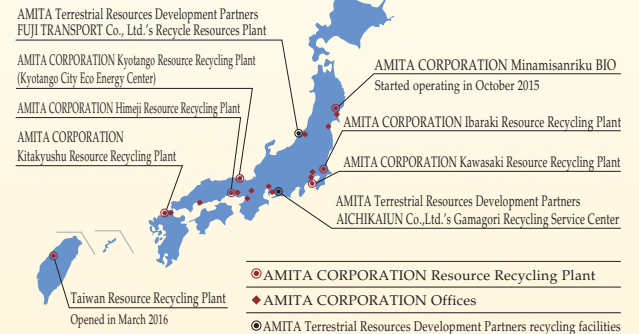 AMITA Terrestrial Resources Development Partners
FUJI TRANSPORT Co., Ltd.'s Recycle Resources Plant
AMITA CORPORATION Kyotango Resource Recycling Plant
(Kyotango City Eco Energy Center)
AMITA CORPORATION Himeji Resource Recycling Plant
AMITA CORPORATION
Kitakyushu Resource Recycling Plant
AMITA CORPORATION Minamisanriku BIO
Started operating in October 2015
AMITA CORPORATION Ibaraki Resource Recycling Plant
AMITA CORPORATION Kawasaki Resource Recycling Plant
AMITA Terrestrial Resources Development Partners
AICHIKAIUN Co.,Ltd.'s Gamagori Recycling Service Center
Taiwan Resource Recycling Plant
Opened in March 2016
AMITA CORPORATION Resource Recycling Plant
AMITA CORPORATION Offices
AMITA Terrestrial Resources Development Partners recycling facilities